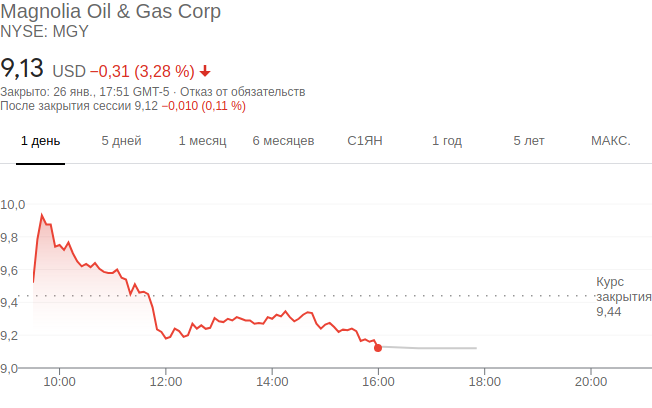 Magnolia Oil & Gas Corp
NYSE: MGY
9,13 USD −0,31 (3,28 %)
Закрыто: 26 янв., 17:51 GMT-5 · Отказ от обязательств
После закрытия сессии 9,12 −0,010 (0,11 %)
1 день 5 дней 1 месяц 6 месяцев С1ЯН 1 год 5 лет МАКС.
10,0
9,8
9,6
9,4
9,2
9,0
Курс
закрытия
9,44
10:00 12:00 14:00 16:00 18:00 20:00